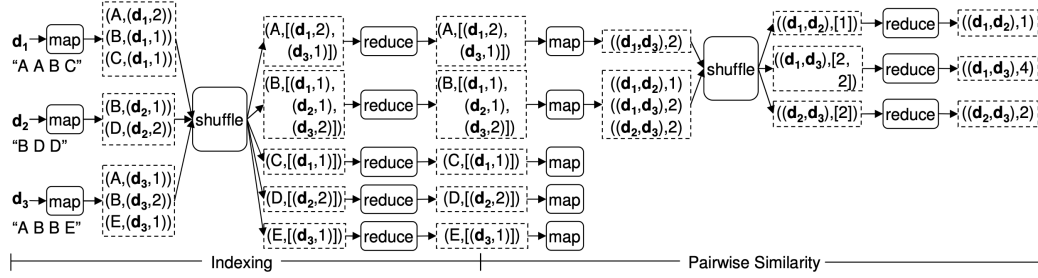 d1 map
"A A B C"
(A,(d1,2))
(B,(d1,1))
(C,(d1,1))
d2 map
"B D D"
(B,(d2,1))
(D,(d2,2))
d3 map
"A B B E"
(A,(d3,1))
(B,(d3,2))
(E,(d3,1))
shuffle
(A,[(d1,2),
(d3,1)])
reduce
(A,[(d1,2),
(d3,1)])
map
((d1,d3),2)
(B,[(d1,1),
(d2,1),
(d3,2)])
reduce
(B,[(d1,1),
(d2,1),
(d3,2)])
map
((d1,d2),1)
((d1,d3),2)
((d2,d3),2)
(C,[(d1,1)])
reduce
(C,[(d1,1)])
map
(D,[(d2,2)])
reduce
(D,[(d2,2)])
map
(E,[(d3,1)])
reduce
(E,[(d3,1)])
map
shuffle
((d1,d2),[1])
reduce
((d1,d2),1)
((d1,d3),[2,
2])
reduce
((d1,d3),4)
((d2,d3),[2])
reduce
((d2,d3),2)
Indexing
Pairwise Similarity